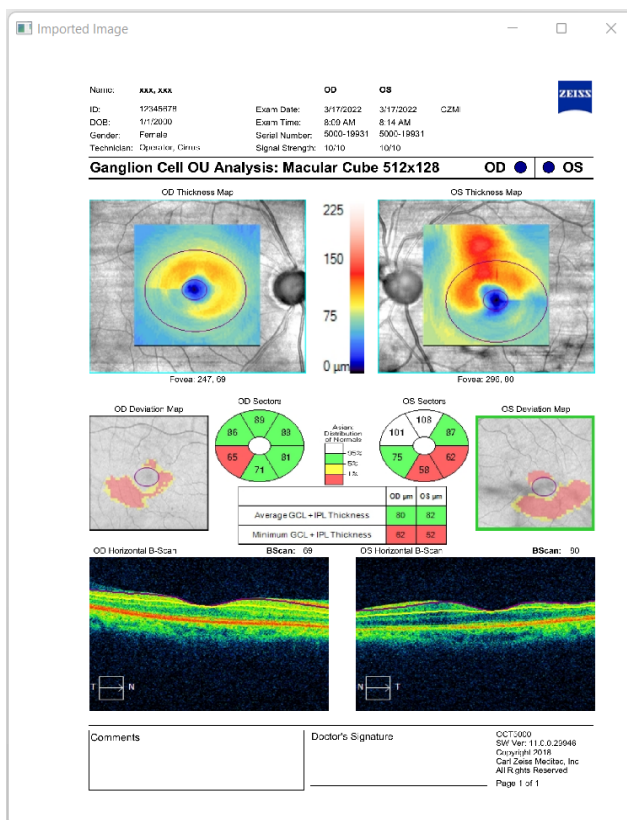 Imported Image
Name: xxx, xxx OD OS
ZEISS
ID: 12345678 Exam Date: 3/17/2022 3/17/2022 CZMI
DOB: 1/1/2000 Exam Time: 8:09 AM 8:14 AM
Gender: Female Serial Number: 5000-19931 5000-19931
Technician: Operator, Cirrus Signal Strength: 10/10 10/10
Ganglion Cell OU Analysis: Macular Cube 512x128 OD OS
OD Thickness Map OS Thickness Map
225
150
75
0 µm
Fovea: 247, 69 Fovea: 296, 80
OD Deviation Map OD Sectors OS Sectors OS Deviation Map
89
86 88
65 81
71
Asian:
Distribution
of Normals
95%
5%
1%
108
101 87
75 62
58
OD µm OS µm
Average GCL + IPL Thickness 80 82
Minimum GCL + IPL Thickness 62 52
OD Horizontal B-Scan BScan: 69 OS Horizontal B-Scan BScan: 80
T N N T
Comments Doctor's Signature
OCT5000
SW Ver: 11.0.0.29946
Copyright 2018
Carl Zeiss Meditec, Inc
All Rights Reserved
Page 1 of 1